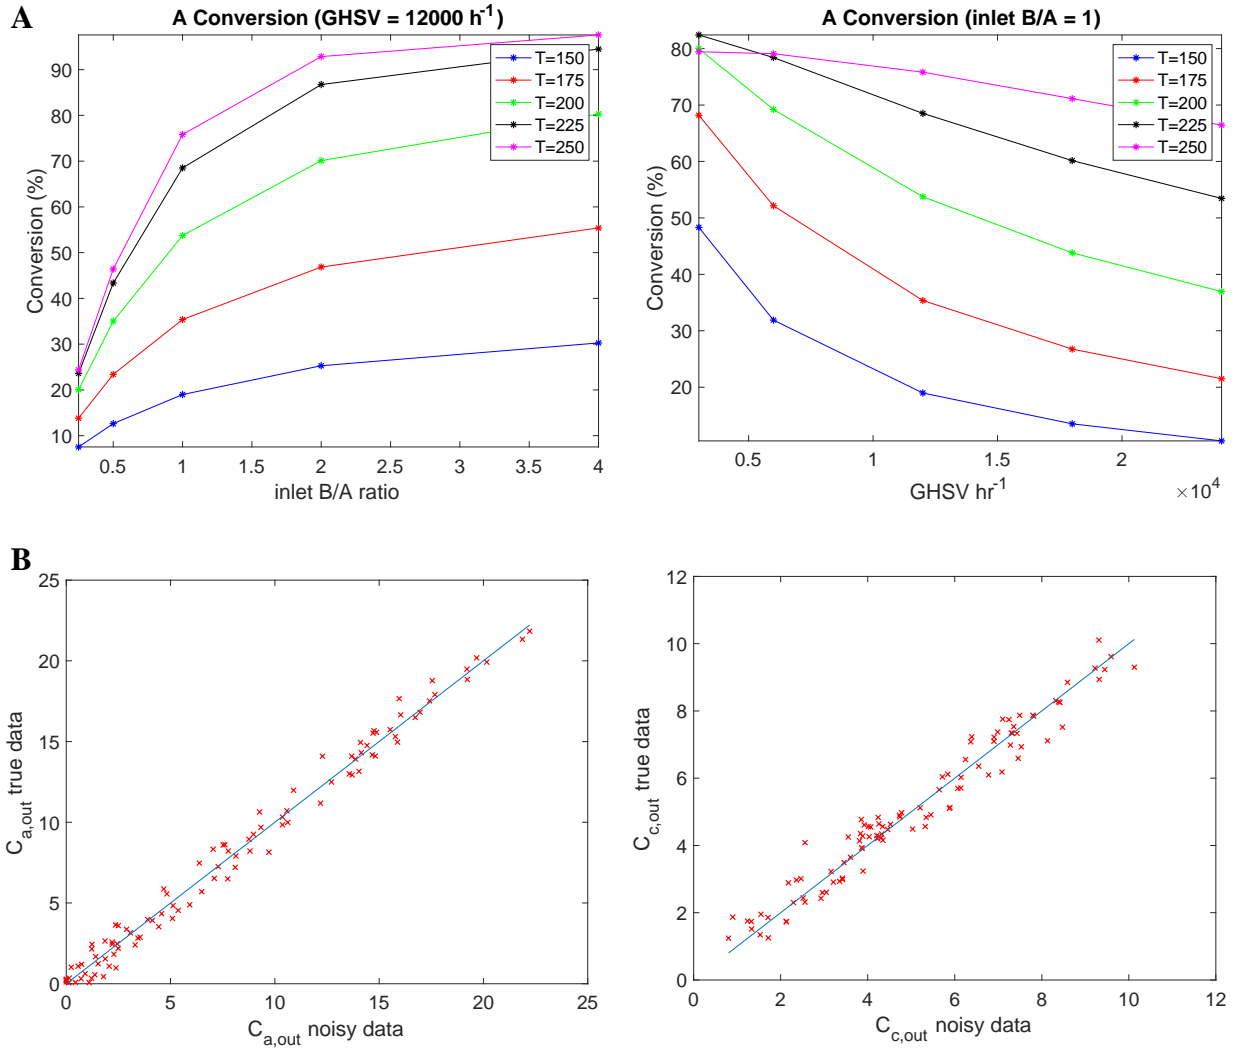 A
A Conversion (GHSV = 12000 h-1)
Conversion (%)
90
80
70
60
50
40
30
20
10
0.5
1
1.5
2
2.5
3
3.5
4
inlet B/A ratio
T=150
T=175
T=200
T=225
T=250
A Conversion (inlet B/A = 1)
Conversion (%)
80
70
60
50
40
30
20
0.5
1
1.5
2
×10^4
GHSV hr-1
T=150
T=175
T=200
T=225
T=250
B
Ca,out true data
25
20
15
10
5
0
0
5
10
15
20
25
Ca,out noisy data
Cc,out true data
12
10
8
6
4
2
0
0
2
4
6
8
10
12
Cc,out noisy data